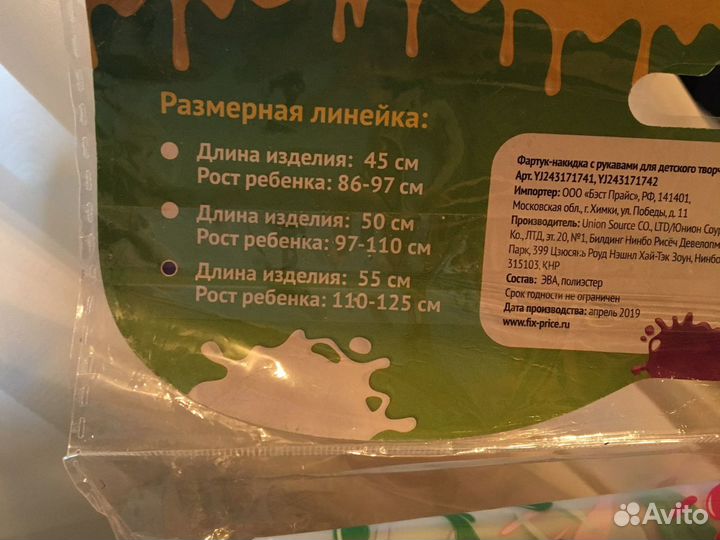 Размерная линейка:
Длина изделия: 45 см
Рост ребенка: 86-97 см
Длина изделия: 50 см
Рост ребенка: 97-110 см
Длина изделия: 55 см
Рост ребенка: 110-125 см
Фартук-накидка с рукавами для детского творч
Арт. YJ243171741, YJ243171742
Импортер: ООО «Бэст Прайс», РФ, 141401,
Московская обл., г. Химки, ул. Победы, д. 11
Производитель: Union Source CO., LTD/Юнион Соур
Ко., ЛТД, эт. 20, №1, Билдинг Нинбо Рисёч Девелопм
Парк, 399 Цзюсянь Роуд Нэшнл Хай-Тэк Зоун, Нинбо
315103, КНР
Состав: ЭВА, полиэстер
Срок годности не ограничен
Дата производства: апрель 2019
www.fix-price.ru
Avito